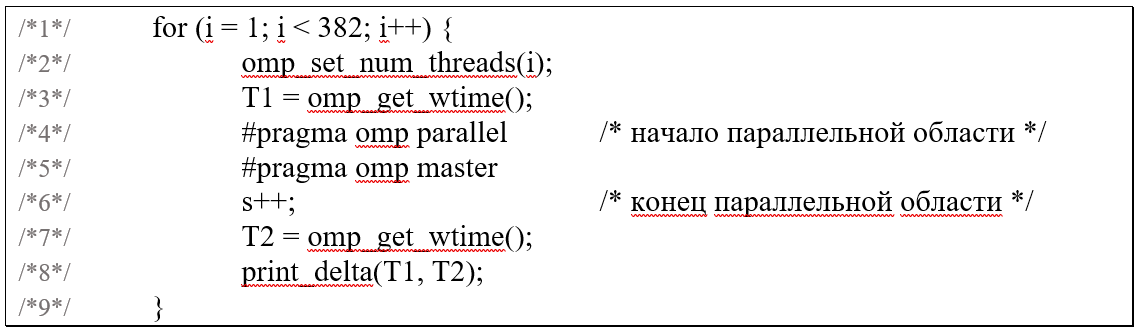 /*1*/ for (i = 1; i < 382; i++) {
/*2*/ omp_set_num_threads(i);
/*3*/ T1 = omp_get_wtime();
/*4*/ #pragma omp parallel /* начало параллельной области */
/*5*/ #pragma omp master
/*6*/ s++; /* конец параллельной области */
/*7*/ T2 = omp_get_wtime();
/*8*/ print_delta(T1, T2);
/*9*/ }